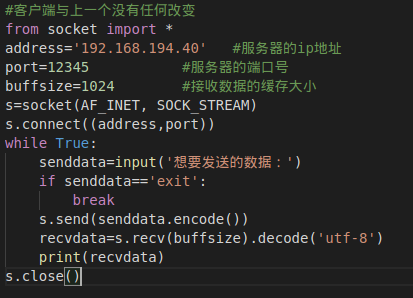 #客户端与上一个没有任何改变
from socket import *
address='192.168.194.40'   #服务器的ip地址
port=12345           #服务器的端口号
buffsize=1024        #接收数据的缓存大小
s=socket(AF_INET, SOCK_STREAM)
s.connect((address,port))
while True:
    senddata=input('想要发送的数据：')
    if senddata=='exit':
        break
    s.send(senddata.encode())
    recvdata=s.recv(buffsize).decode('utf-8')
    print(recvdata)
s.close()